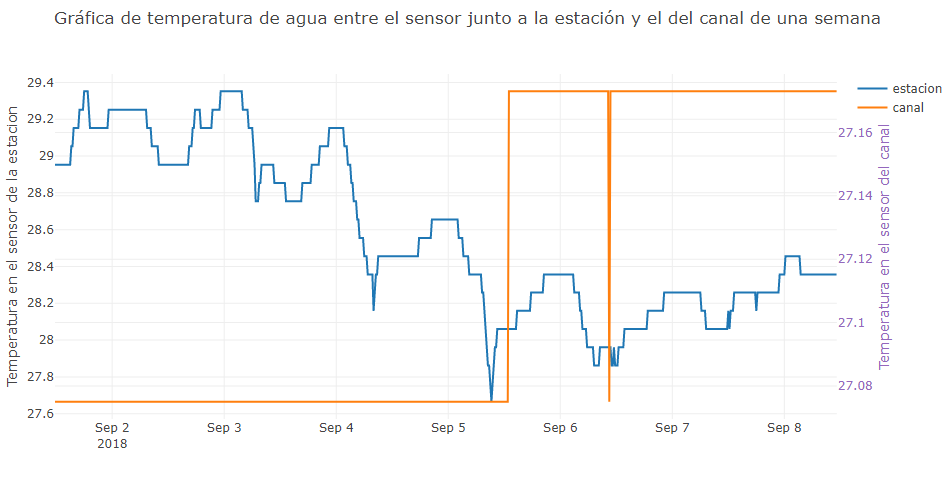 Gráfica de temperatura de agua entre el sensor junto a la estación y el del canal de una semana
Temperatura en el sensor de la estacion
29.4
29.2
29
28.8
28.6
28.4
28.2
28
27.8
27.6
Sep 2
2018
Sep 3
Sep 4
Sep 5
Sep 6
Sep 7
Sep 8
27.16
27.14
27.12
27.1
27.08
Temperatura en el sensor del canal
estacion
canal